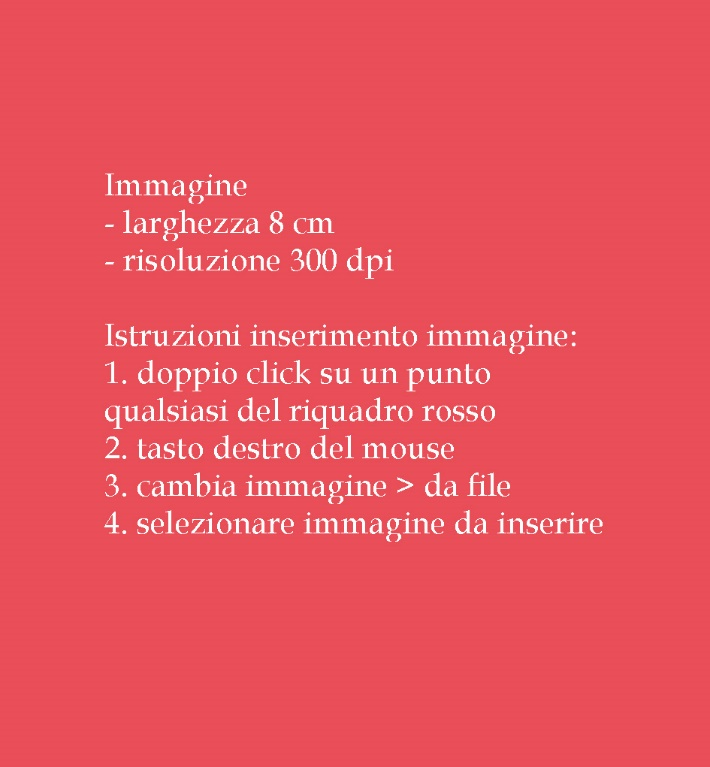 Immagine
- larghezza 8 cm
- risoluzione 300 dpi
Istruzioni inserimento immagine:
1. doppio click su un punto
qualsiasi del riquadro rosso
2. tasto destro del mouse
3. cambia immagine > da file
4. selezionare immagine da inserire